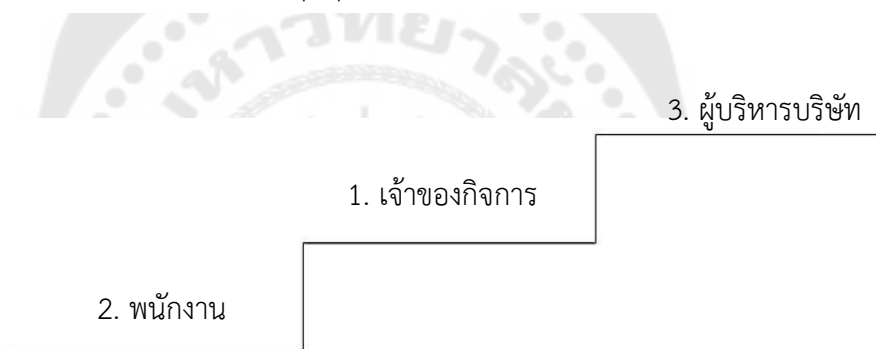 3. ผู้บริหารบริษัท
1. เจ้าของกิจการ
2. พนักงาน